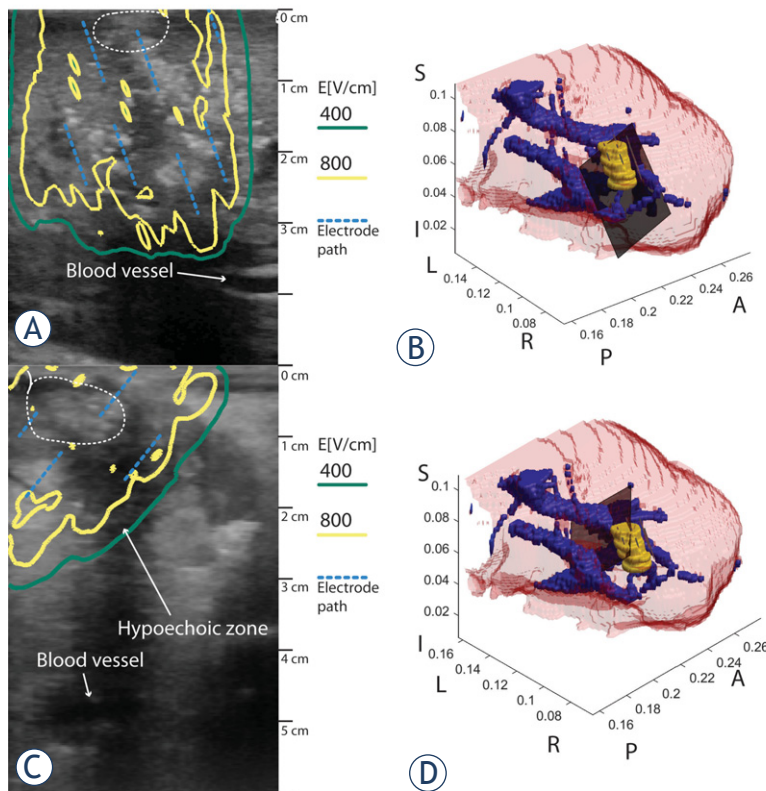 0 cm
1 cm
2 cm
3 cm
E[V/cm]
400
800
Electrode
path
Blood vessel
A
S
0.1
0.08
0.06
0.04
0.02
I
L
0.14
0.12
0.1
0.08
R
0.16
0.18
0.2
0.22
0.24
0.26
P
A
B
0 cm
1 cm
2 cm
3 cm
4 cm
5 cm
E[V/cm]
400
800
Electrode
path
Hypoechoic zone
Blood vessel
C
S
0.1
0.08
0.06
0.04
0.02
I
L
0.16
0.14
0.12
0.1
0.08
R
0.16
0.18
0.2
0.22
0.24
0.26
P
A
D